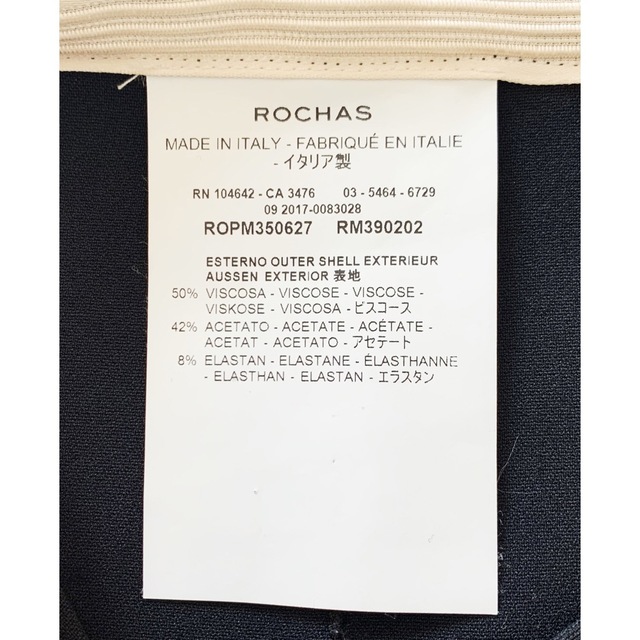 ROCHAS
MADE IN ITALY - FABRIQUÉ EN ITALIE
- イタリア製
RN 104642 - CA 3476 03 - 5464 - 6729
09 2017-0083028
ROPM350627 RM390202
ESTERNO OUTER SHELL EXTERIEUR
AUSSEN EXTERIOR 表地
50% VISCOSA - VISCOSE - VISCOSE -
VISKOSE - VISCOSA - ビスコース
42% ACETATO - ACETATE - ACÉTATE -
ACETAT - ACETATO - アセテート
8% ELASTAN - ELASTANE - ÉLASTHANNE
- ELASTHAN - ELASTAN - エラスタン